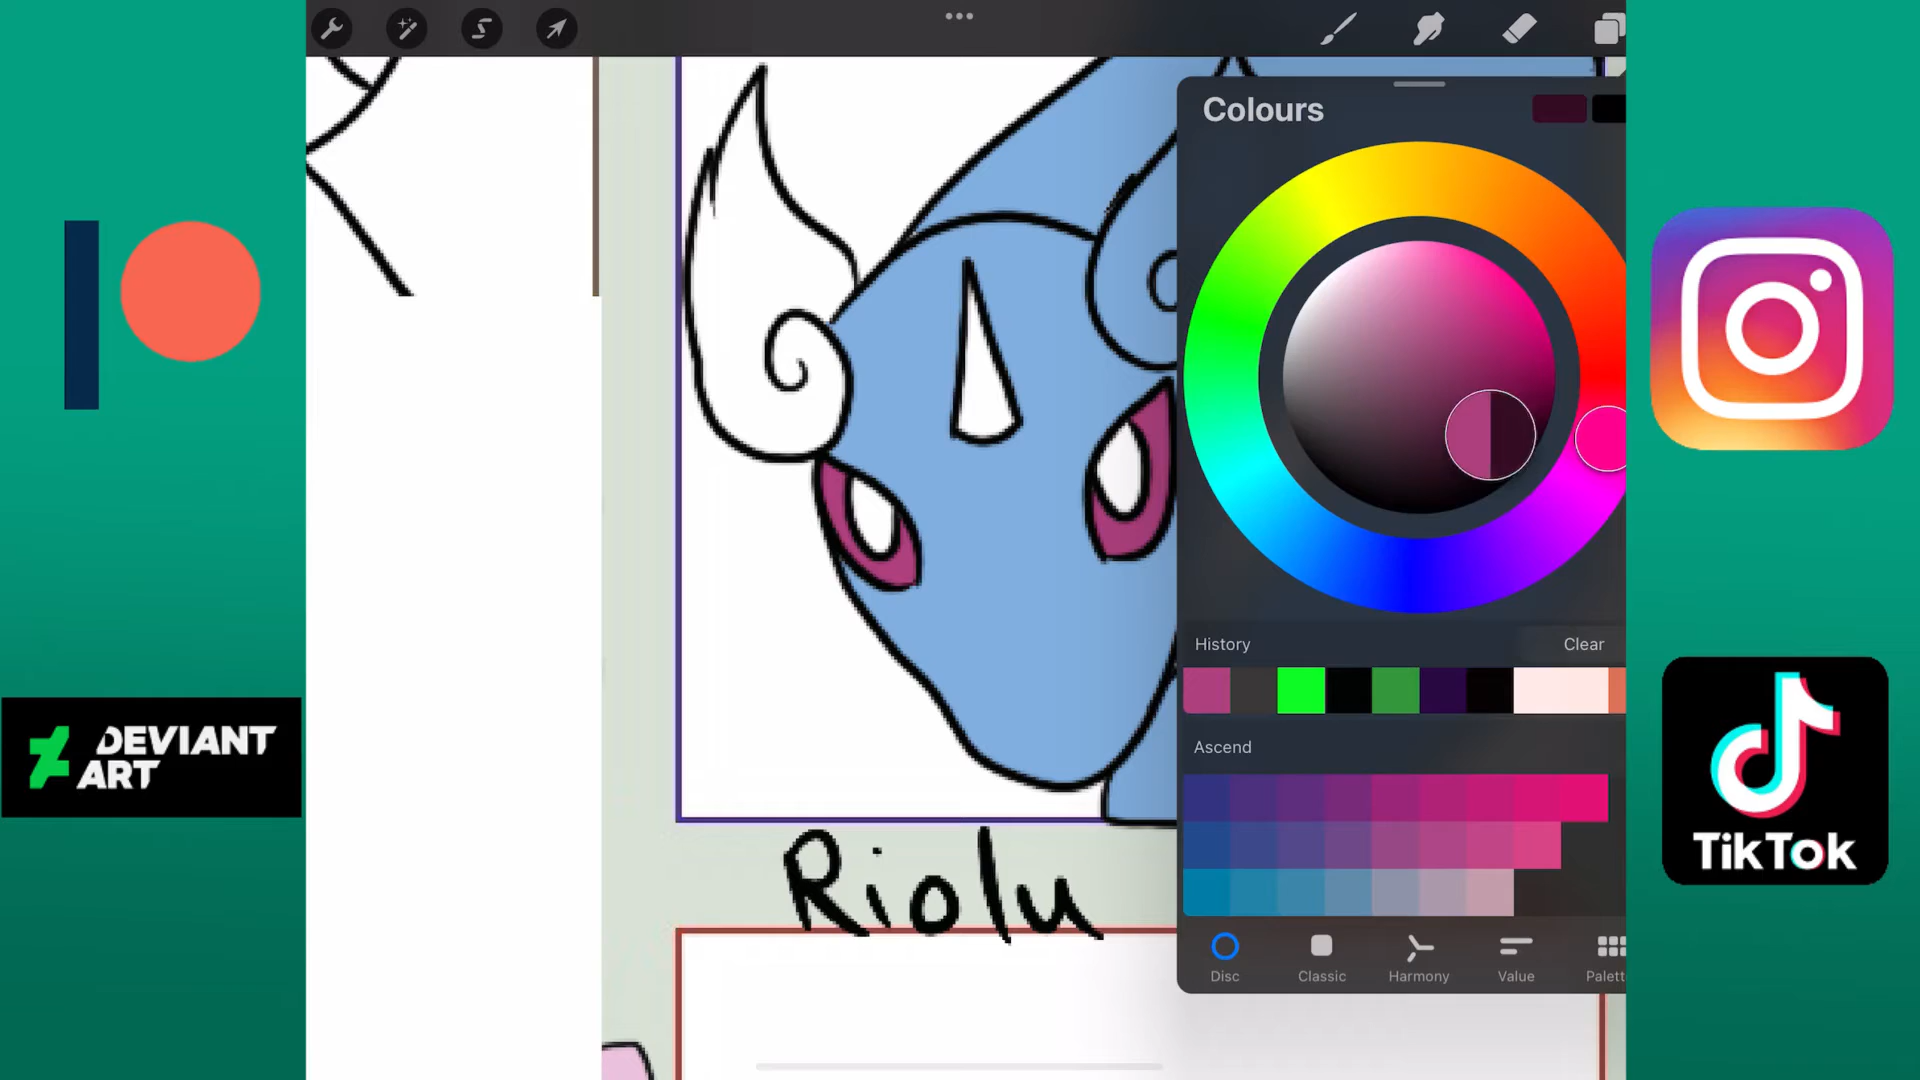 Colours
History
Clear
Ascend
Disc
Classic
Harmony
Value
Palett
Riolu
DEVIANT
ART
TikTok